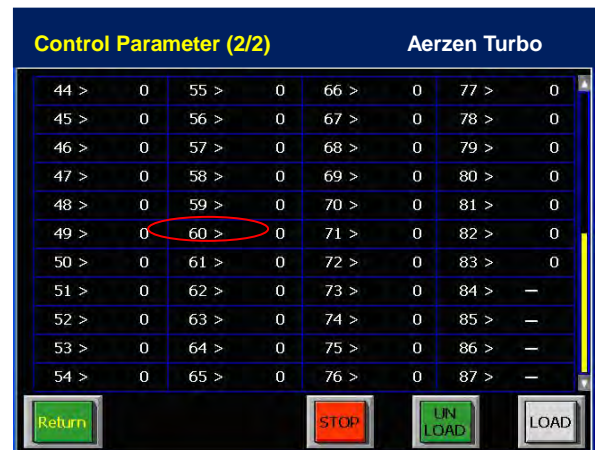 Control Parameter (2/2) Aerzen Turbo
44 > 0 55 > 0 66 > 0 77 > 0
45 > 0 56 > 0 67 > 0 78 > 0
46 > 0 57 > 0 68 > 0 79 > 0
47 > 0 58 > 0 69 > 0 80 > 0
48 > 0 59 > 0 70 > 0 81 > 0
49 > 0 60 > 0 71 > 0 82 > 0
50 > 0 61 > 0 72 > 0 83 > 0
51 > 0 62 > 0 73 > 0 84 > —
52 > 0 63 > 0 74 > 0 85 > —
53 > 0 64 > 0 75 > 0 86 > —
54 > 0 65 > 0 76 > 0 87 > —
Return STOP UN LOAD LOAD